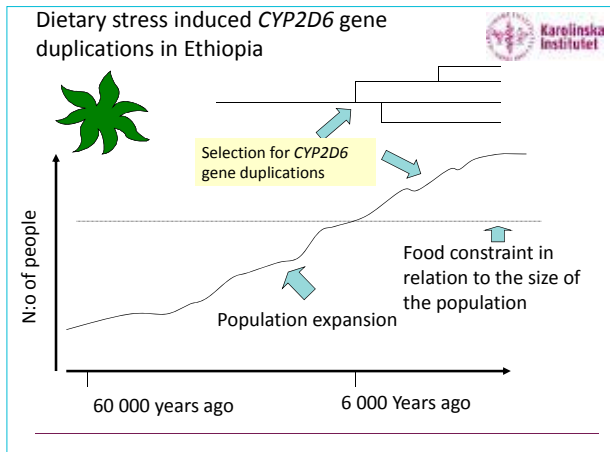 Dietary stress induced CYP2D6 gene
duplications in Ethiopia
Karolinska
Institutet
Selection for CYP2D6
gene duplications
N:o of people
Food constraint in
relation to the size of
the population
Population expansion
60 000 years ago
6 000 Years ago